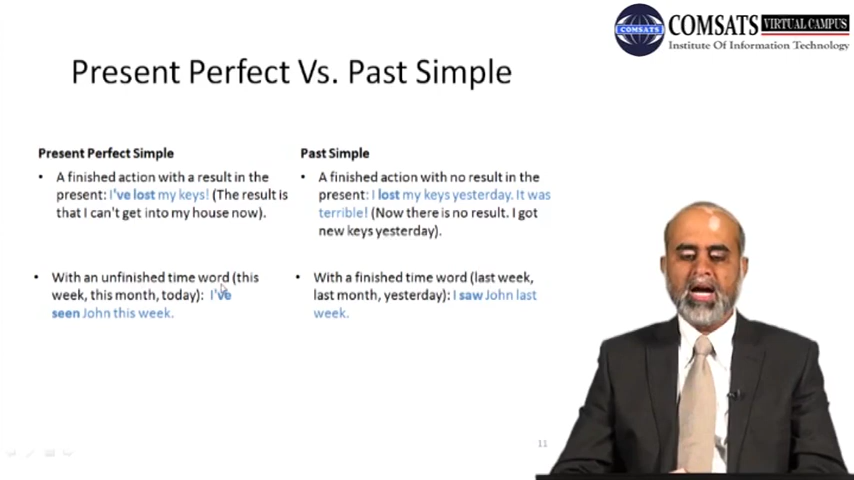 COMSATS
COMSATS VIRTUAL CAMPUS
Institute Of Information Technology
Present Perfect Vs. Past Simple
Present Perfect Simple
• A finished action with a result in the
present: I've lost my keys! (The result is
that I can't get into my house now).
• With an unfinished time word (this
week, this month, today): I've
seen John this week.
Past Simple
• A finished action with no result in the
present: I lost my keys yesterday. It was
terrible! (Now there is no result. I got
new keys yesterday).
• With a finished time word (last week,
last month, yesterday): I saw John last
week.
11